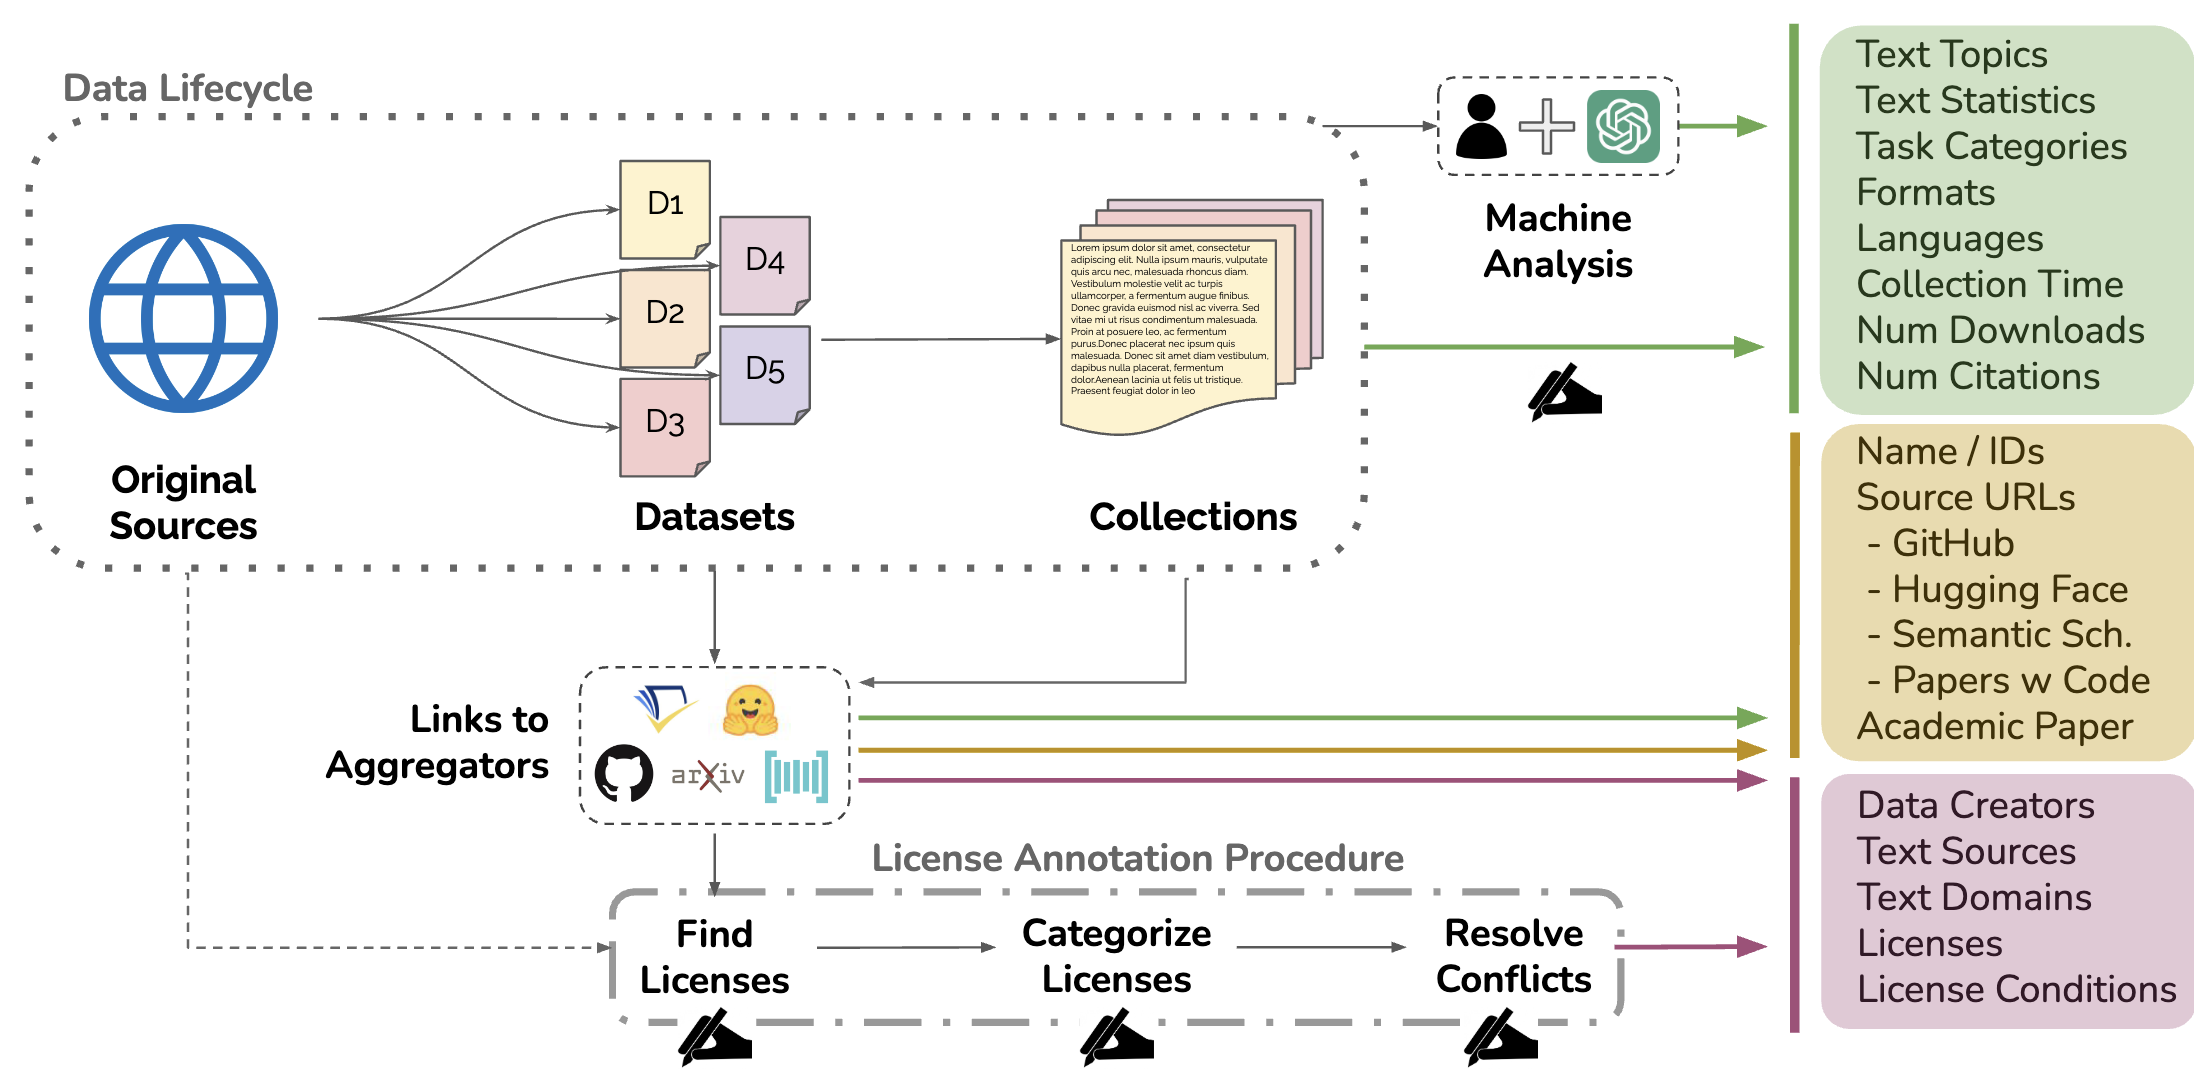 Data Lifecycle
Original
Sources
D1
D2
D3
D4
D5
Datasets
Lorem ipsum dolor sit amet, consectetur
adipiscing elit. Nulla ipsum mauris, vulputate
quis arcu nec, malesuada rhoncus diam.
Vestibulum molestie velit ac turpis
ullamcorper, a fermentum augue finibus.
Donec gravida euismod nisl ac viverra. Sed
vitae mi ut risus condimentum malesuada.
Proin at posuere leo, ac fermentum
purus.Donec placerat nec ipsum quis
malesuada. Donec sit amet diam vestibulum,
dapibus nulla placerat, fermentum
dolor.Aenean lacinia ut felis ut tristique.
Praesent feugiat dolor in leo
Collections
Machine
Analysis
Links to
Aggregators
arXiv
License Annotation Procedure
Find
Licenses
Categorize
Licenses
Resolve
Conflicts
Text Topics
Text Statistics
Task Categories
Formats
Languages
Collection Time
Num Downloads
Num Citations
Name / IDs
Source URLs
- GitHub
- Hugging Face
- Semantic Sch.
- Papers w Code
Academic Paper
Data Creators
Text Sources
Text Domains
Licenses
License Conditions